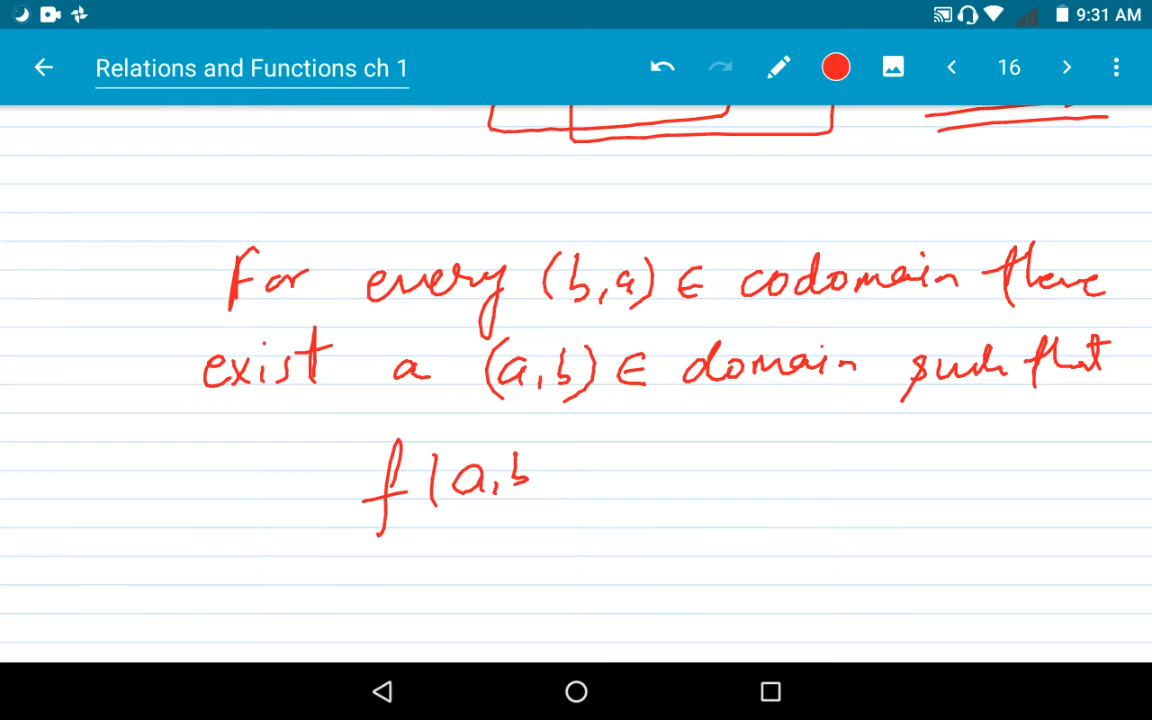 9:31 AM
Relations and Functions ch 1
16
For every (b,a) ∈ codomain there
exist a (a,b) ∈ domain such that
f(a,b